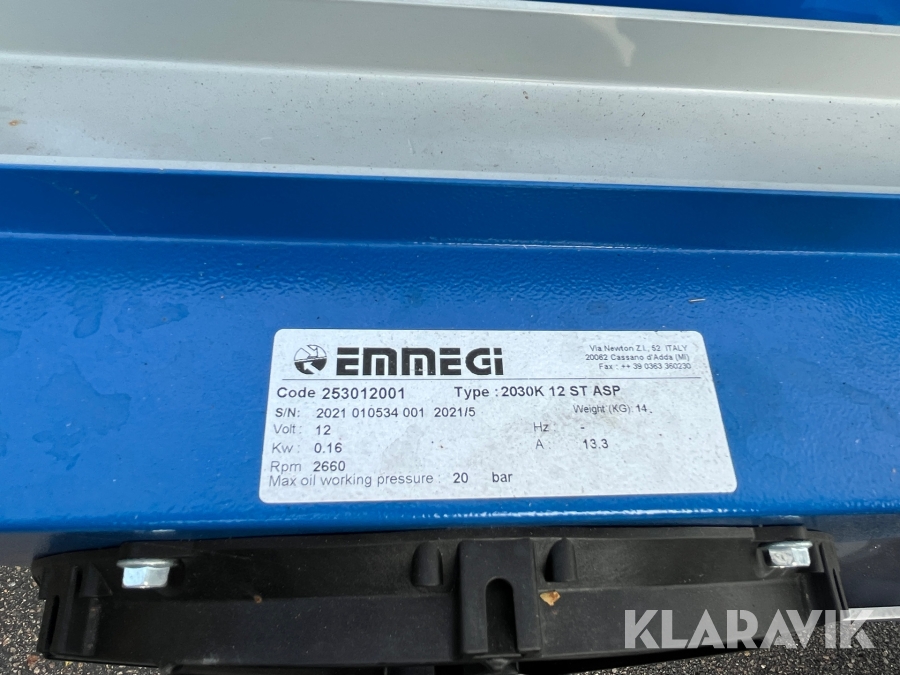 EMMEGI
Via Newton Z.I., 52 ITALY
20062 Cassano d'Adda (MI)
Fax : ++ 39 0363 360230
Code 253012001 Type : 2030K 12 ST ASP
S/N: 2021 010534 001 2021/5 Weight (KG): 14
Volt : 12 Hz : -
Kw : 0.16 A : 13.3
Rpm 2660
Max oil working pressure : 20 bar
KLARAVIK